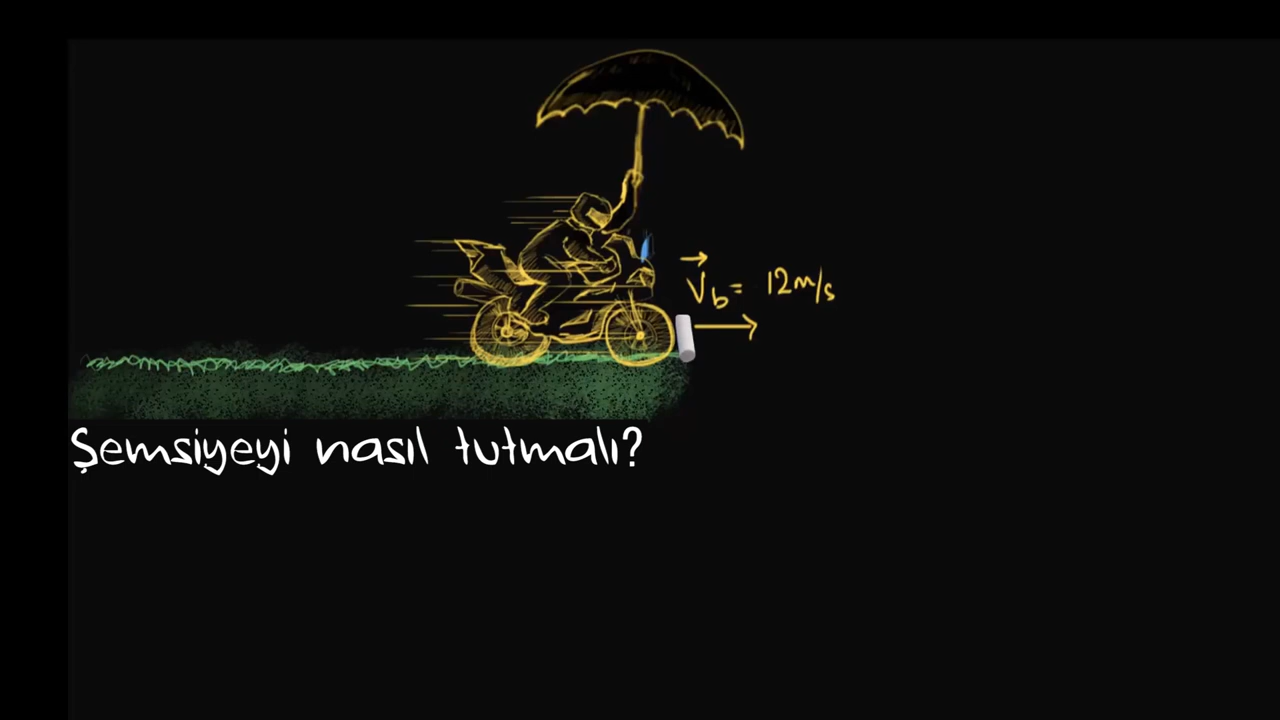 V⃗b = 12m/s
Şemsiyeyi nasıl tutmalı?